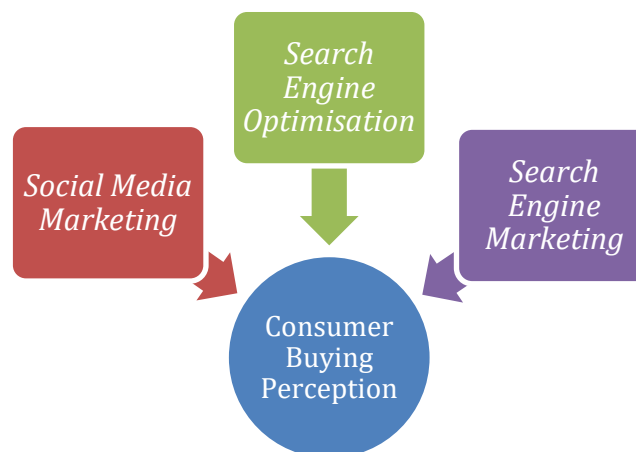 Search
Engine
Optimisation
Social Media
Marketing
Search
Engine
Marketing
Consumer
Buying
Perception